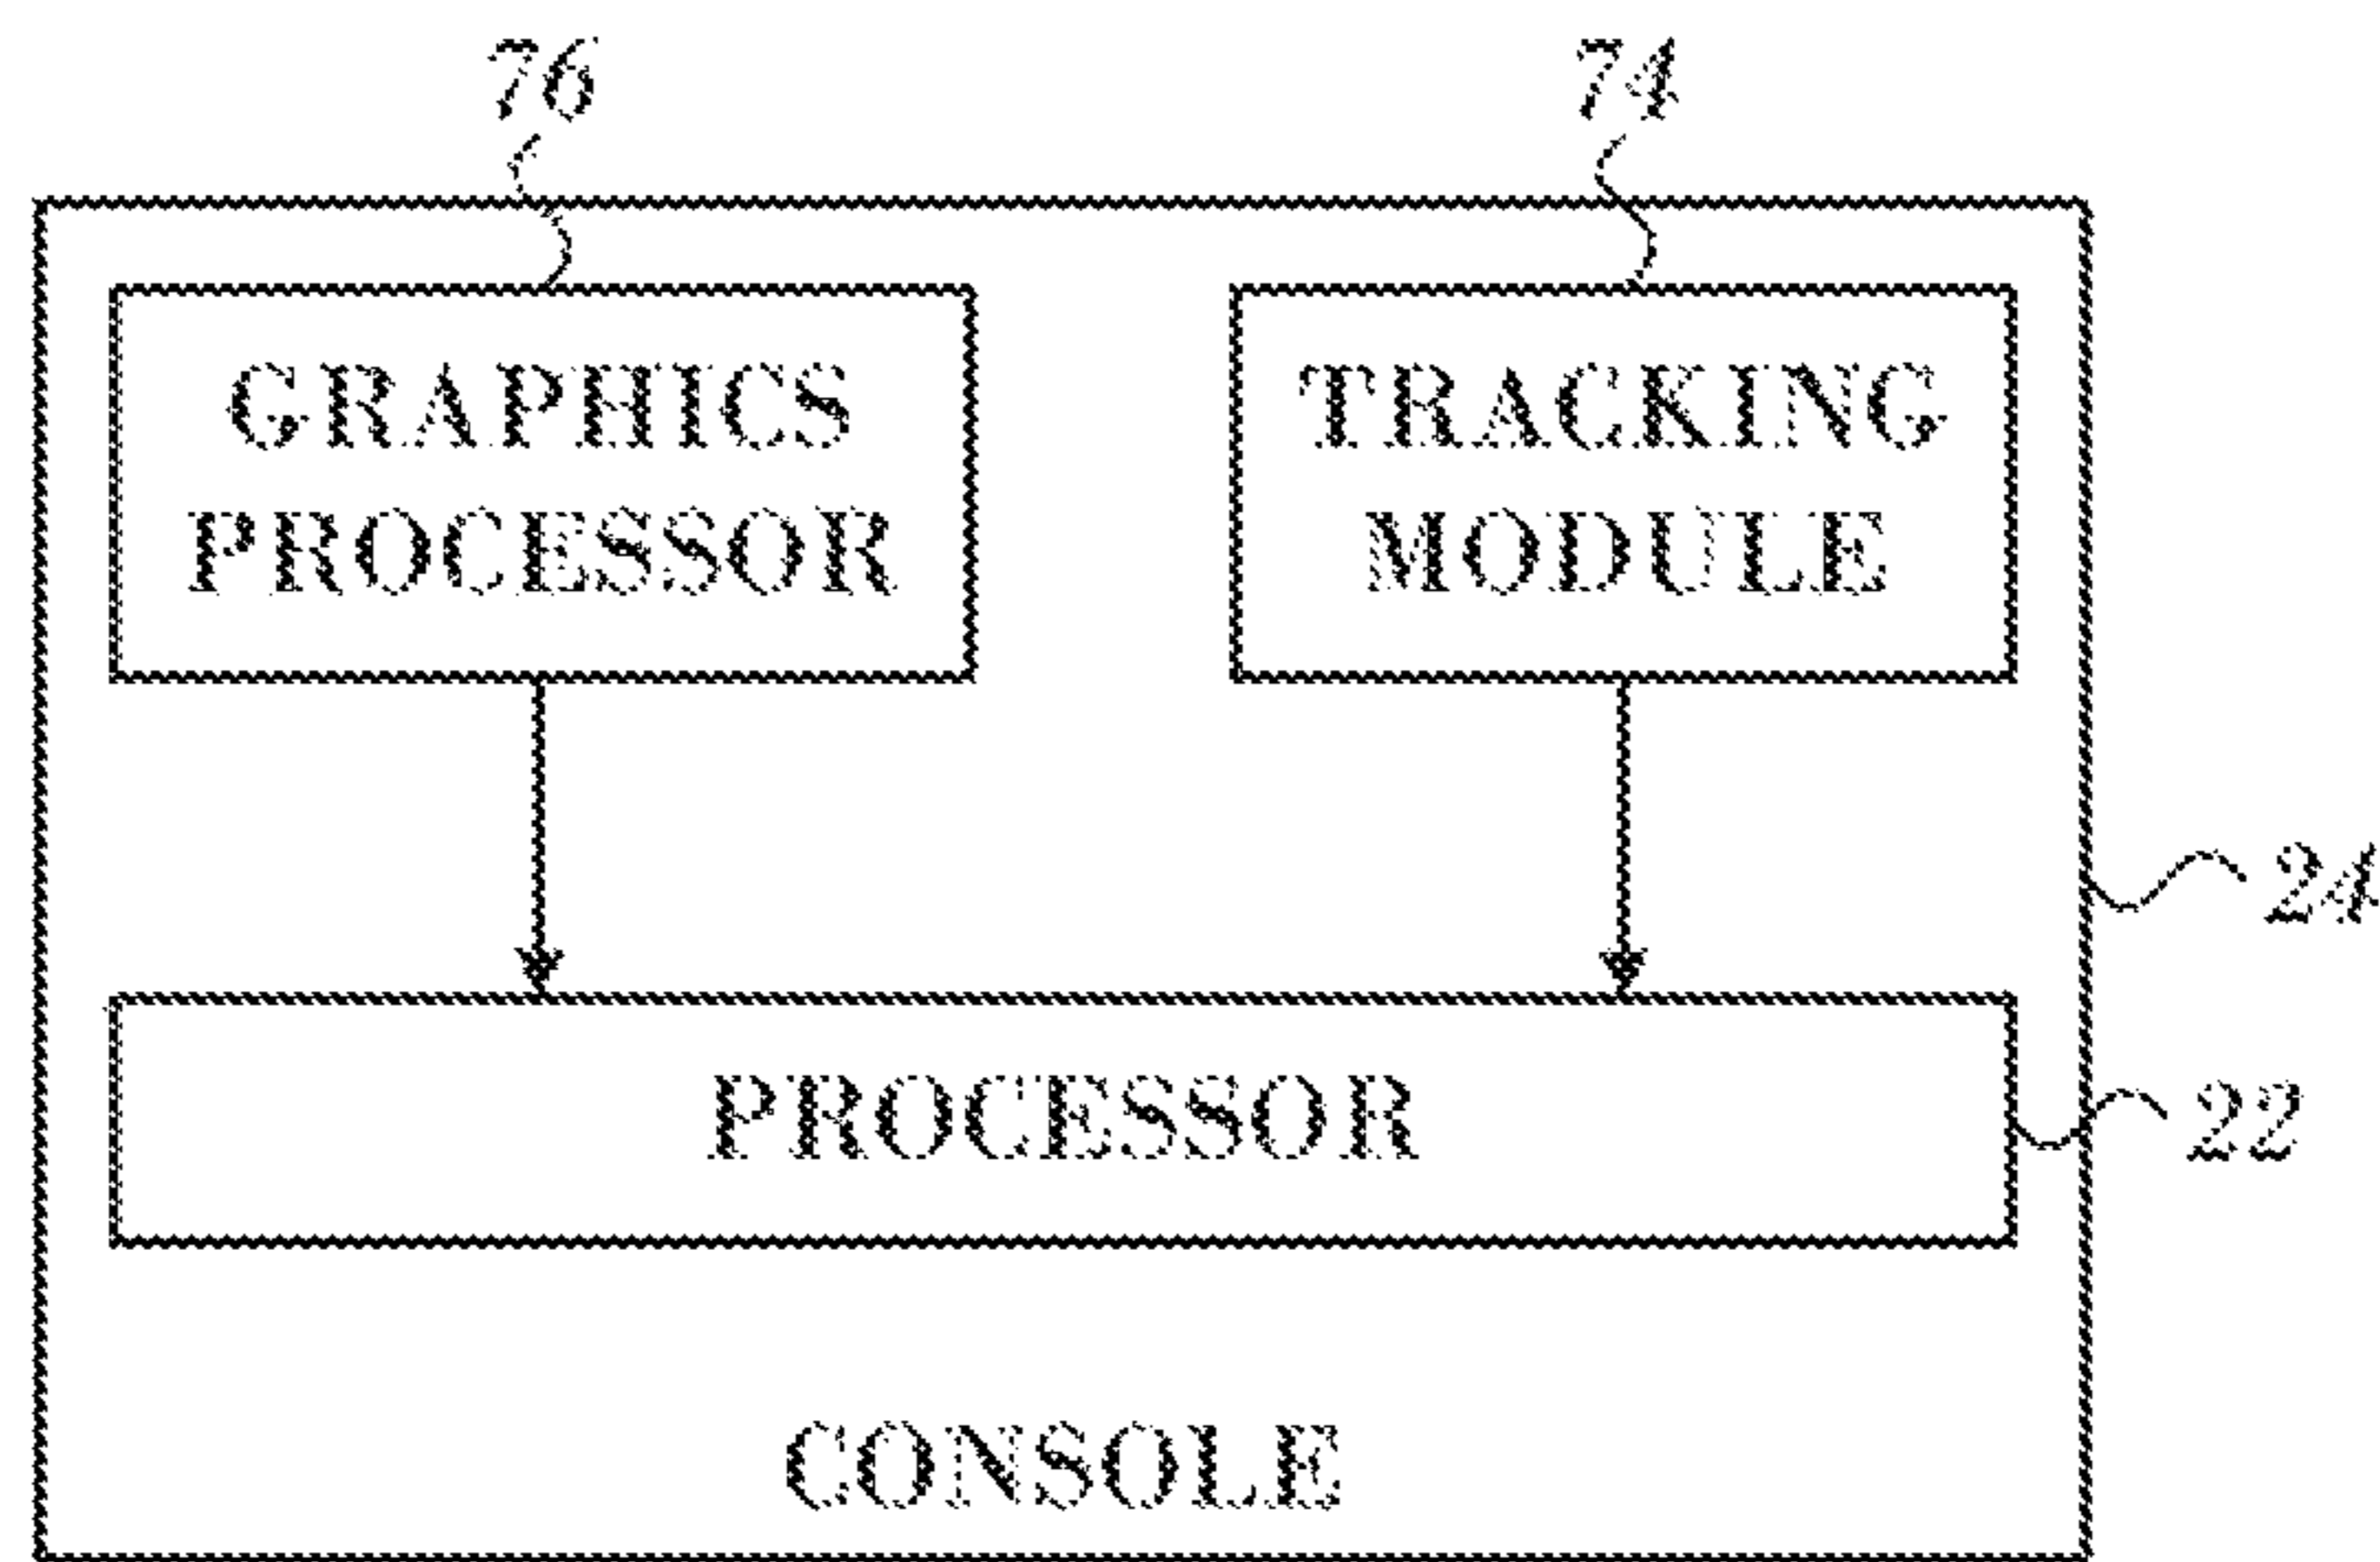 76
74
GRAPHICS
PROCESSOR
TRACKING
MODULE
24
PROCESSOR
22
CONSOLE